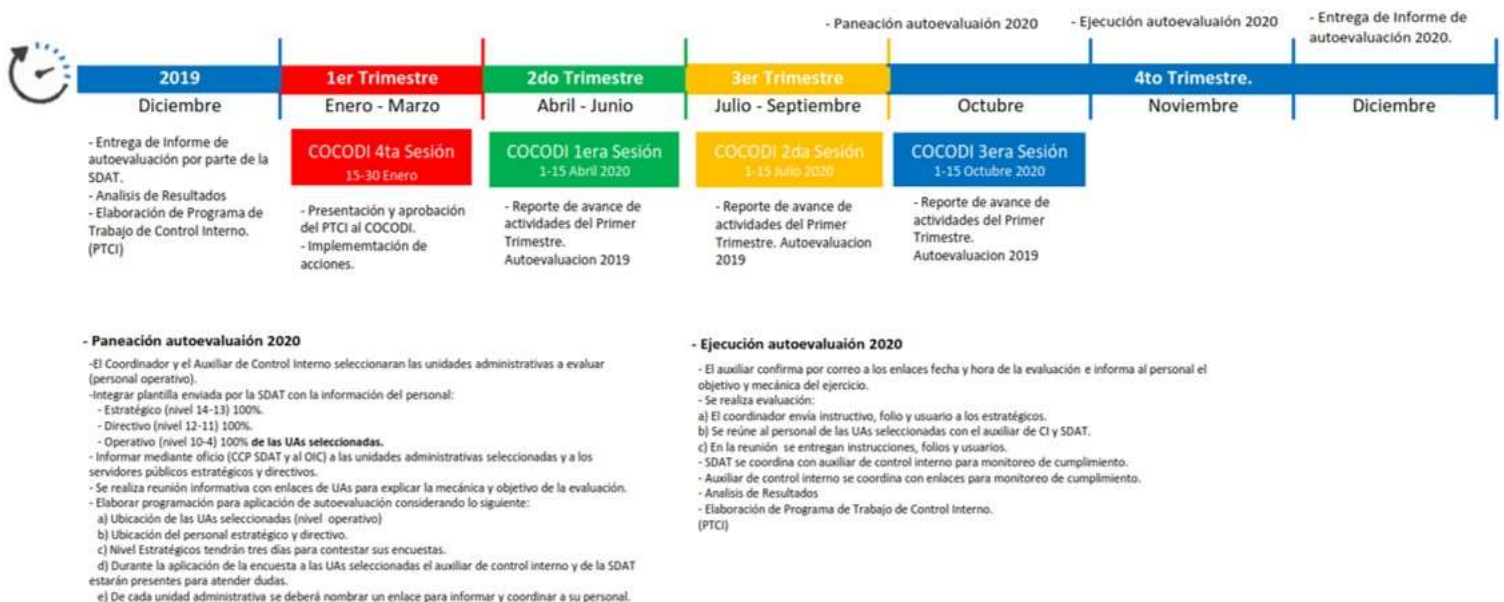 - Paneación autoevaluaión 2020
- Ejecución autoevaluaión 2020
- Entrega de Informe de
autoevaluación 2020.
2019
1er Trimestre
2do Trimestre
3er Trimestre
4to Trimestre.
Diciembre
Enero - Marzo
Abril - Junio
Julio - Septiembre
Octubre
Noviembre
Diciembre
- Entrega de Informe de
autoevaluación por parte de la
SDAT.
- Analisis de Resultados
- Elaboración de Programa de
Trabajo de Control Interno.
(PTCI)
COCODI 4ta Sesión
15-30 Enero
- Presentación y aprobación
del PTCI al COCODI.
- Implememtación de
acciones.
COCODI 1era Sesión
1-15 Abril 2020
- Reporte de avance de
actividades del Primer
Trimestre.
Autoevaluacion 2019
COCODI 2da Sesión
1-15 Julio 2020
- Reporte de avance de
actividades del Primer
Trimestre. Autoevaluacion
2019
COCODI 3era Sesión
1-15 Octubre 2020
- Reporte de avance de
actividades del Primer
Trimestre.
Autoevaluacion 2019
- Paneación autoevaluaión 2020
-El Coordinador y el Auxiliar de Control Interno seleccionaran las unidades administrativas a evaluar
(personal operativo).
-Integrar plantilla enviada por la SDAT con la información del personal:
- Estratégico (nivel 14-13) 100%.
- Directivo (nivel 12-11) 100%.
- Operativo (nivel 10-4) 100% de las UAs seleccionadas.
- Informar mediante oficio (CCP SDAT y al OIC) a las unidades administrativas seleccionadas y a los
servidores públicos estratégicos y directivos.
- Se realiza reunión informativa con enlaces de UAs para explicar la mecánica y objetivo de la evaluación.
- Elaborar programación para aplicación de autoevaluación considerando lo siguiente:
a) Ubicación de las UAs seleccionadas (nivel operativo)
b) Ubicación del personal estratégico y directivo.
c) Nivel Estratégicos tendrán tres días para contestar sus encuestas.
d) Durante la aplicación de la encuesta a las UAs seleccionadas el auxiliar de control interno y de la SDAT
estarán presentes para atender dudas.
e) De cada unidad administrativa se deberá nombrar un enlace para informar y coordinar a su personal.
- Ejecución autoevaluaión 2020
- El auxiliar confirma por correo a los enlaces fecha y hora de la evaluación e informa al personal el
objetivo y mecánica del ejercicio.
- Se realiza evaluación:
a) El coordinador envía instructivo, folio y usuario a los estratégicos.
b) Se reúne al personal de las UAs seleccionadas con el auxiliar de CI y SDAT.
c) En la reunión se entregan instrucciones, folios y usuarios.
- SDAT se coordina con auxiliar de control interno para monitoreo de cumplimiento.
- Auxiliar de control interno se coordina con enlaces para monitoreo de cumplimiento.
- Analisis de Resultados
- Elaboración de Programa de Trabajo de Control Interno.
(PTCI)